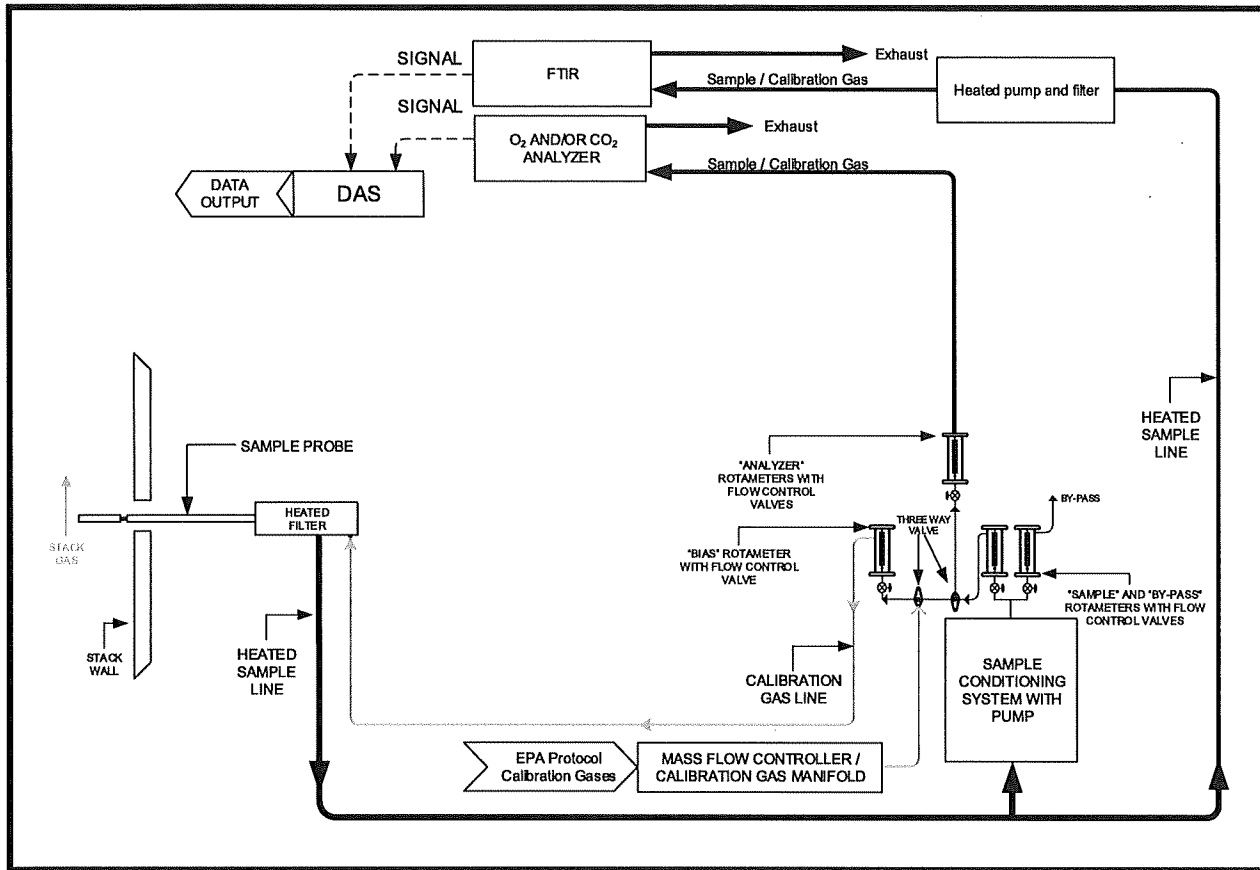 SIGNAL
FTIR
Exhaust
Sample / Calibration Gas
Heated pump and filter
SIGNAL
O₂ AND/OR CO₂
ANALYZER
Exhaust
Sample / Calibration Gas
DATA
OUTPUT
DAS
HEATED
SAMPLE
LINE
SAMPLE PROBE
HEATED
FILTER
STACK
GAS
STACK
WALL
HEATED
SAMPLE
LINE
"ANALYZER"
ROTAMETERS WITH
FLOW CONTROL
VALVES
THREE WAY
VALVE
BY-PASS
"BIAS" ROTAMETER
WITH FLOW CONTROL
VALVE
"SAMPLE" AND "BY-PASS"
ROTAMETERS WITH FLOW
CONTROL VALVES
CALIBRATION
GAS LINE
SAMPLE
CONDITIONING
SYSTEM WITH
PUMP
EPA Protocol
Calibration Gases
MASS FLOW CONTROLLER /
CALIBRATION GAS MANIFOLD